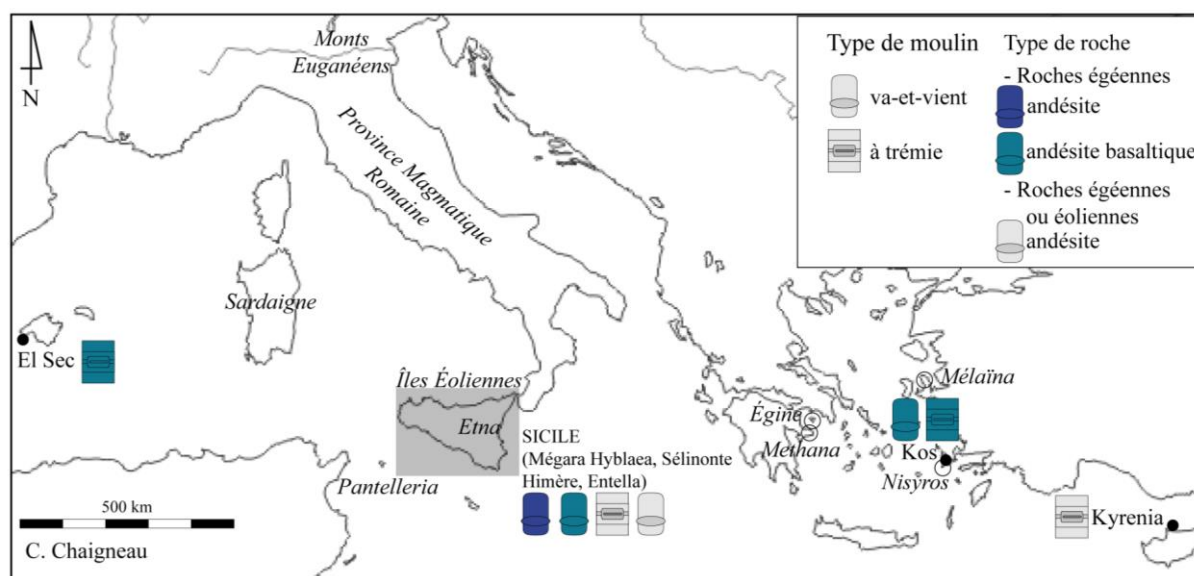 Monts
Euganéens
Province Magmatique
Romaine
N
Sardaigne
El Sec
Îles Éoliennes
Etna
SICILE
(Mégara Hyblaea, Sélinonte
Himère, Entella)
Pantelleria
500 km
C. Chaigneau
Égine
Methana
Mélaïna
Kos
Nisyros
Kyrenia
Type de moulin
va-et-vient
à trémie
Type de roche
- Roches égéennes
andésite
andésite basaltique
- Roches égéennes
ou éoliennes
andésite